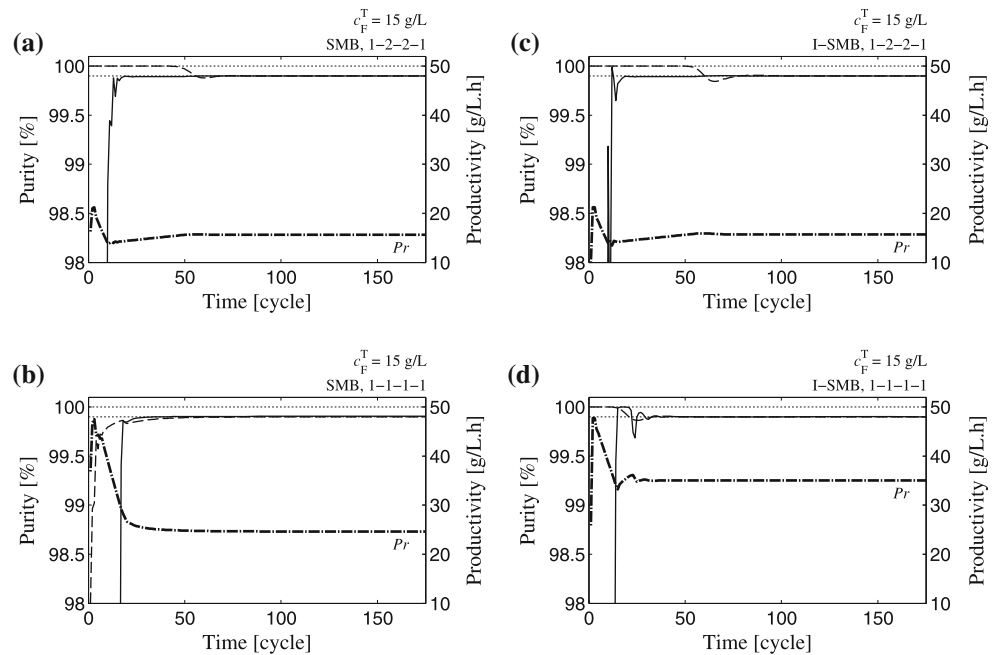 (a)
c_F^T = 15 g/L
SMB, 1−2−2−1
100
99.5
99
98.5
98
Purity [%]
50
40
30
20
10
Productivity [g/L.h]
Pr
0 50 100 150
Time [cycle]
(c)
c_F^T = 15 g/L
I−SMB, 1−2−2−1
100
99.5
99
98.5
98
Purity [%]
50
40
30
20
10
Productivity [g/L.h]
Pr
0 50 100 150
Time [cycle]
(b)
c_F^T = 15 g/L
SMB, 1−1−1−1
100
99.5
99
98.5
98
Purity [%]
50
40
30
20
10
Productivity [g/L.h]
Pr
0 50 100 150
Time [cycle]
(d)
c_F^T = 15 g/L
I−SMB, 1−1−1−1
100
99.5
99
98.5
98
Purity [%]
50
40
30
20
10
Productivity [g/L.h]
Pr
0 50 100 150
Time [cycle]